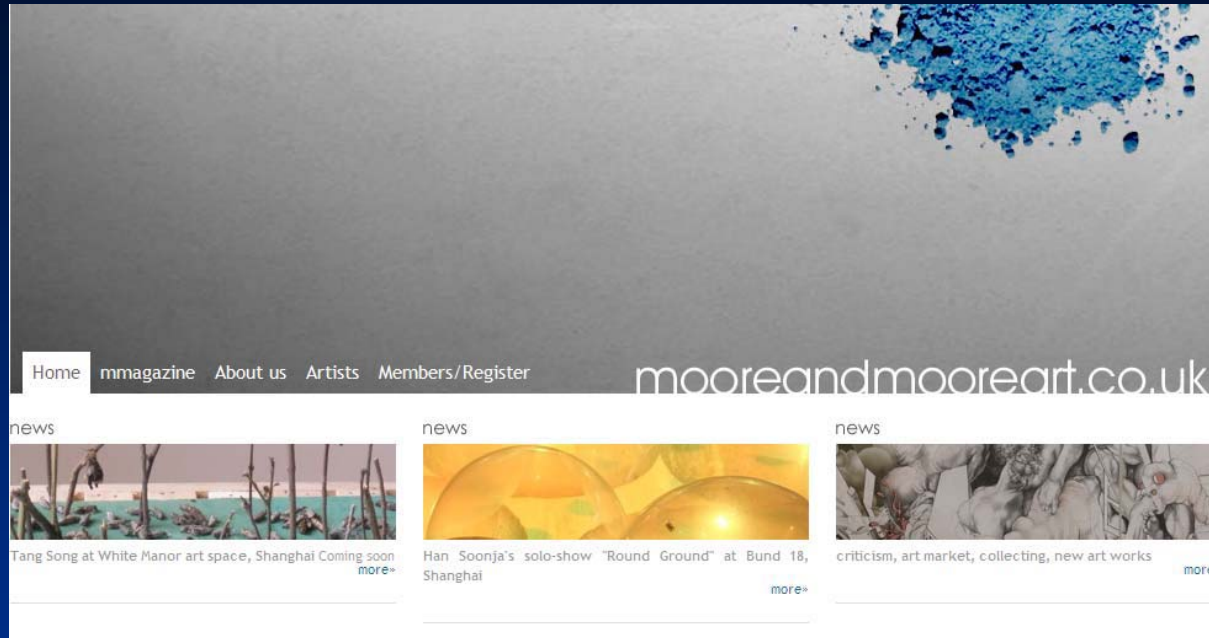 Home mmagazine About us Artists Members/Register
mooreandmooreart.co.uk
news
Tang Song at White Manor art space, Shanghai Coming soon
more»
news
Han Soonja's solo-show "Round Ground" at Bund 18,
Shanghai
more»
news
criticism, art market, collecting, new art works
more